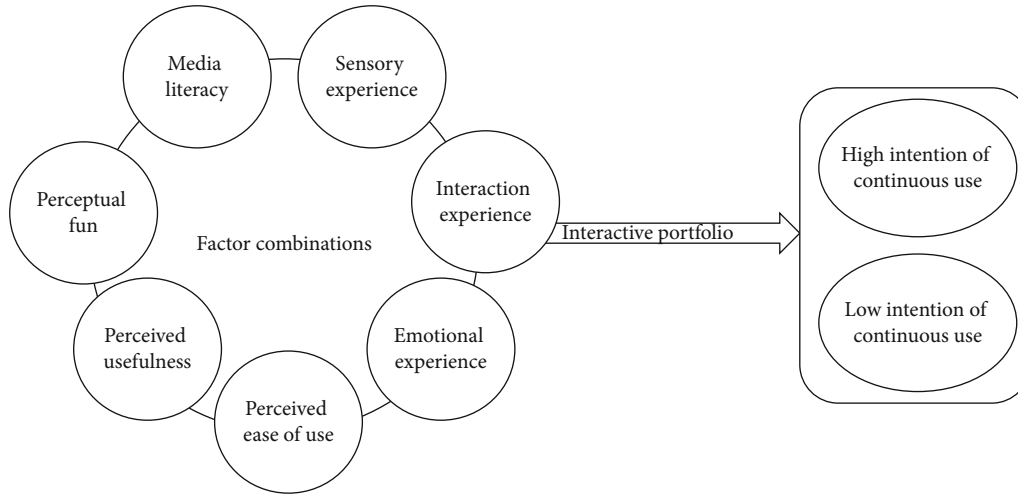 Media
literacy
Sensory
experience
Perceptual
fun
Interaction
experience
Factor combinations
Perceived
usefulness
Emotional
experience
Perceived
ease of use
Interactive portfolio
High intention of
continuous use
Low intention of
continuous use